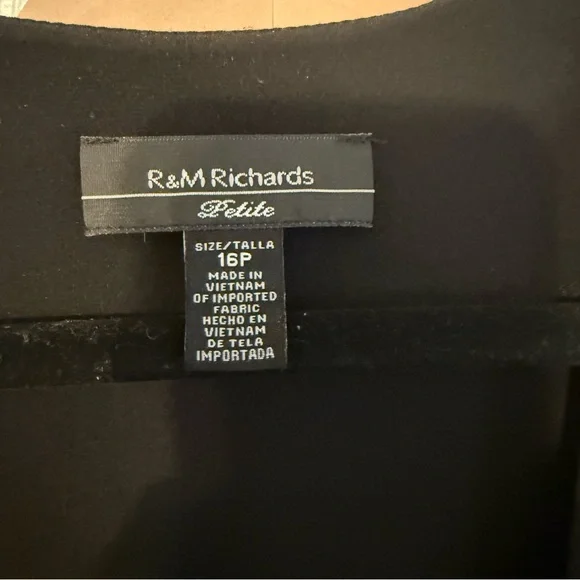 R&M Richards
Petite
SIZE/TALLA
16P
MADE IN
VIETNAM
OF IMPORTED
FABRIC
HECHO EN
VIETNAM
DE TELA
IMPORTADA